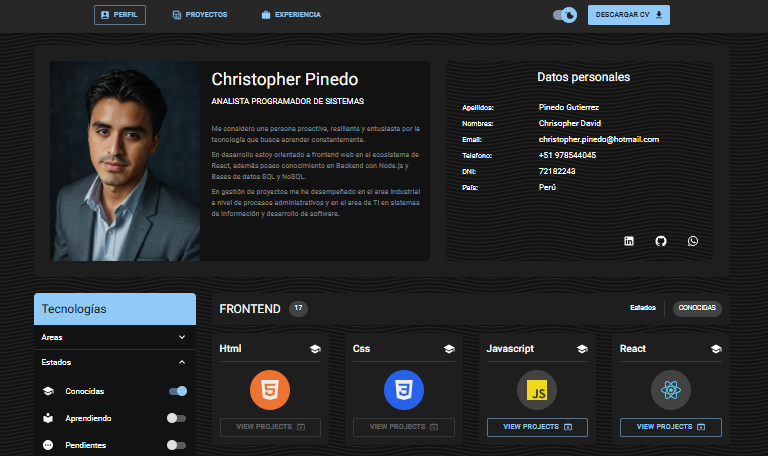 PERFIL
PROYECTOS
EXPERIENCIA
DESCARGAR CV
Christopher Pinedo
ANALISTA PROGRAMADOR DE SISTEMAS
Me considero una persona proactiva, resiliente y entusiasta por la
tecnología que busca aprender constantemente.
En desarrollo estoy orientado a frontend web en el ecosistema de
React, además poseo conocimiento en Backend con Node.js y
Bases de datos SQL y NoSQL.
En gestión de proyectos me he desempeñado en el area industrial
a nivel de procesos administrativos y en el area de TI en sistemas
de información y desarrollo de software.
Datos personales
Apellidos: Pinedo Gutierrez
Nombres: Chrisopher David
Email: christopher.pinedo@hotmail.com
Telefono: +51 978544045
DNI: 72182243
País: Perú
Tecnologías
Areas
Estados
Conocidas
Aprendiendo
Pendientes
FRONTEND 17
Estados CONOCIDAS
Html
VIEW PROJECTS
Css
VIEW PROJECTS
Javascript
JS
VIEW PROJECTS
React
VIEW PROJECTS